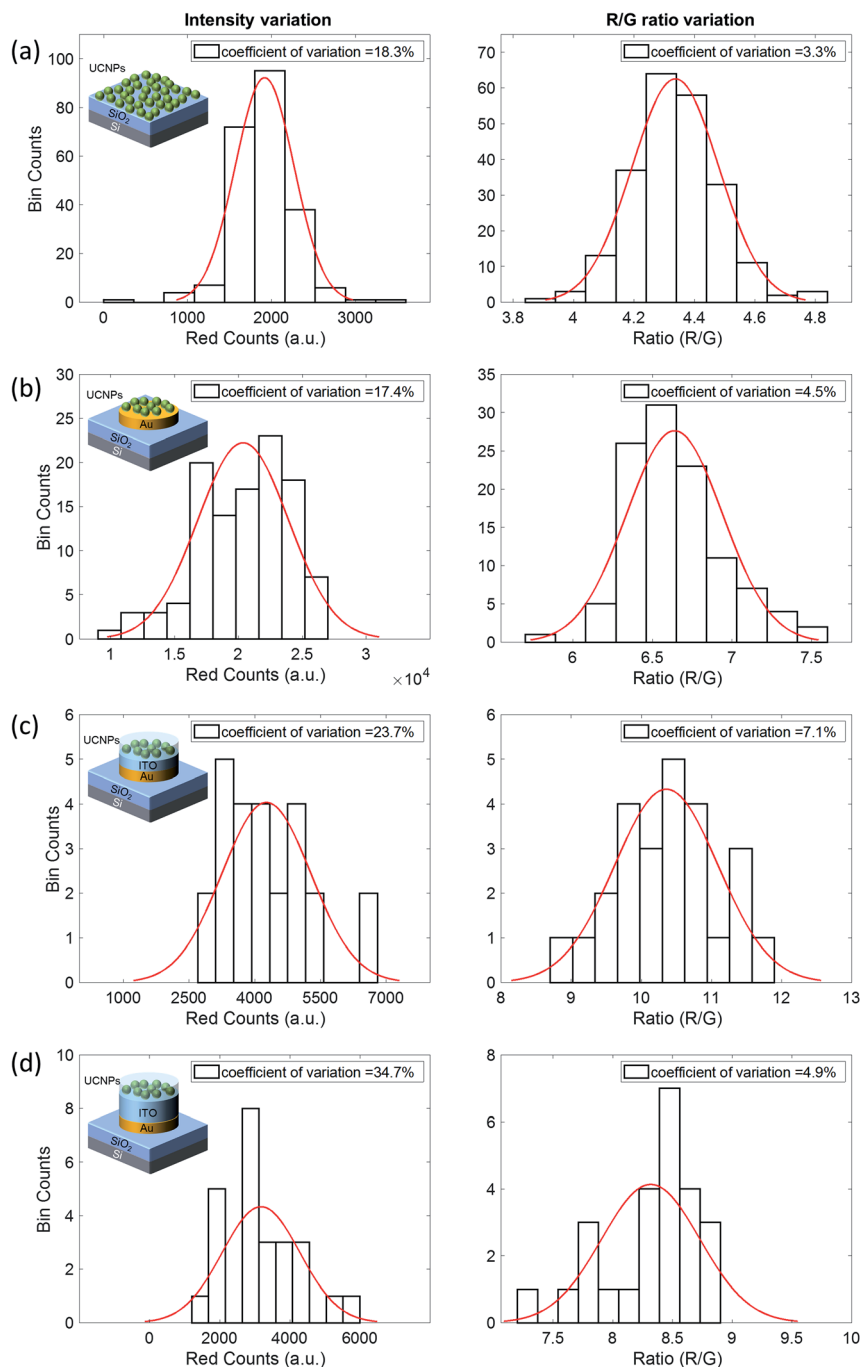 Intensity variation
R/G ratio variation
(a)
coefficient of variation =18.3%
UCNPs
SiO₂
Si
100
80
60
40
20
0
Bin Counts
0 1000 2000 3000
Red Counts (a.u.)
coefficient of variation =3.3%
70
60
50
40
30
20
10
0
3.8 4 4.2 4.4 4.6 4.8
Ratio (R/G)
(b)
coefficient of variation =17.4%
UCNPs
Au
SiO₂
Si
30
25
20
15
10
5
0
Bin Counts
1 1.5 2 2.5 3
Red Counts (a.u.)
×10⁴
coefficient of variation =4.5%
35
30
25
20
15
10
5
0
6 6.5 7 7.5
Ratio (R/G)
(c)
coefficient of variation =23.7%
UCNPs
ITO
Au
SiO₂
Si
6
5
4
3
2
1
0
Bin Counts
1000 2500 4000 5500 7000
Red Counts (a.u.)
coefficient of variation =7.1%
6
5
4
3
2
1
0
8 9 10 11 12 13
Ratio (R/G)
(d)
coefficient of variation =34.7%
UCNPs
ITO
Au
SiO₂
Si
10
8
6
4
2
0
Bin Counts
0 2000 4000 6000
Red Counts (a.u.)
coefficient of variation =4.9%
8
6
4
2
0
7.5 8 8.5 9 9.5 10
Ratio (R/G)